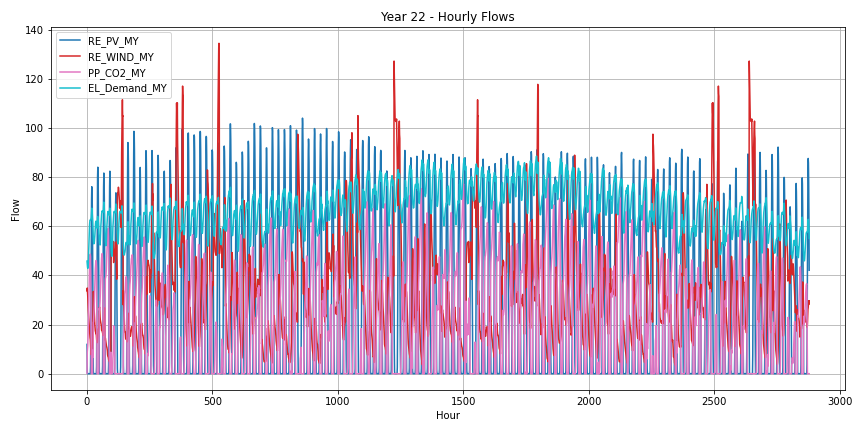 Year 22 - Hourly Flows
RE_PV_MY
RE_WIND_MY
PP_CO2_MY
EL_Demand_MY
Flow
140
120
100
80
60
40
20
0
0 500 1000 1500 2000 2500 3000
Hour